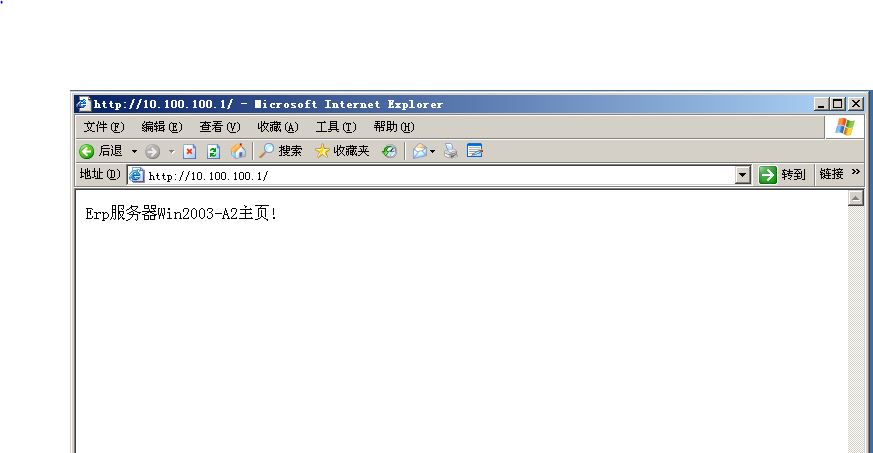 http://10.100.100.1/ - Microsoft Internet Explorer
文件(F) 编辑(E) 查看(V) 收藏(A) 工具(T) 帮助(H)
后退 搜索 收藏夹
地址(D) http://10.100.100.1/ 转到 链接 »
Erp服务器Win2003-A2主页!